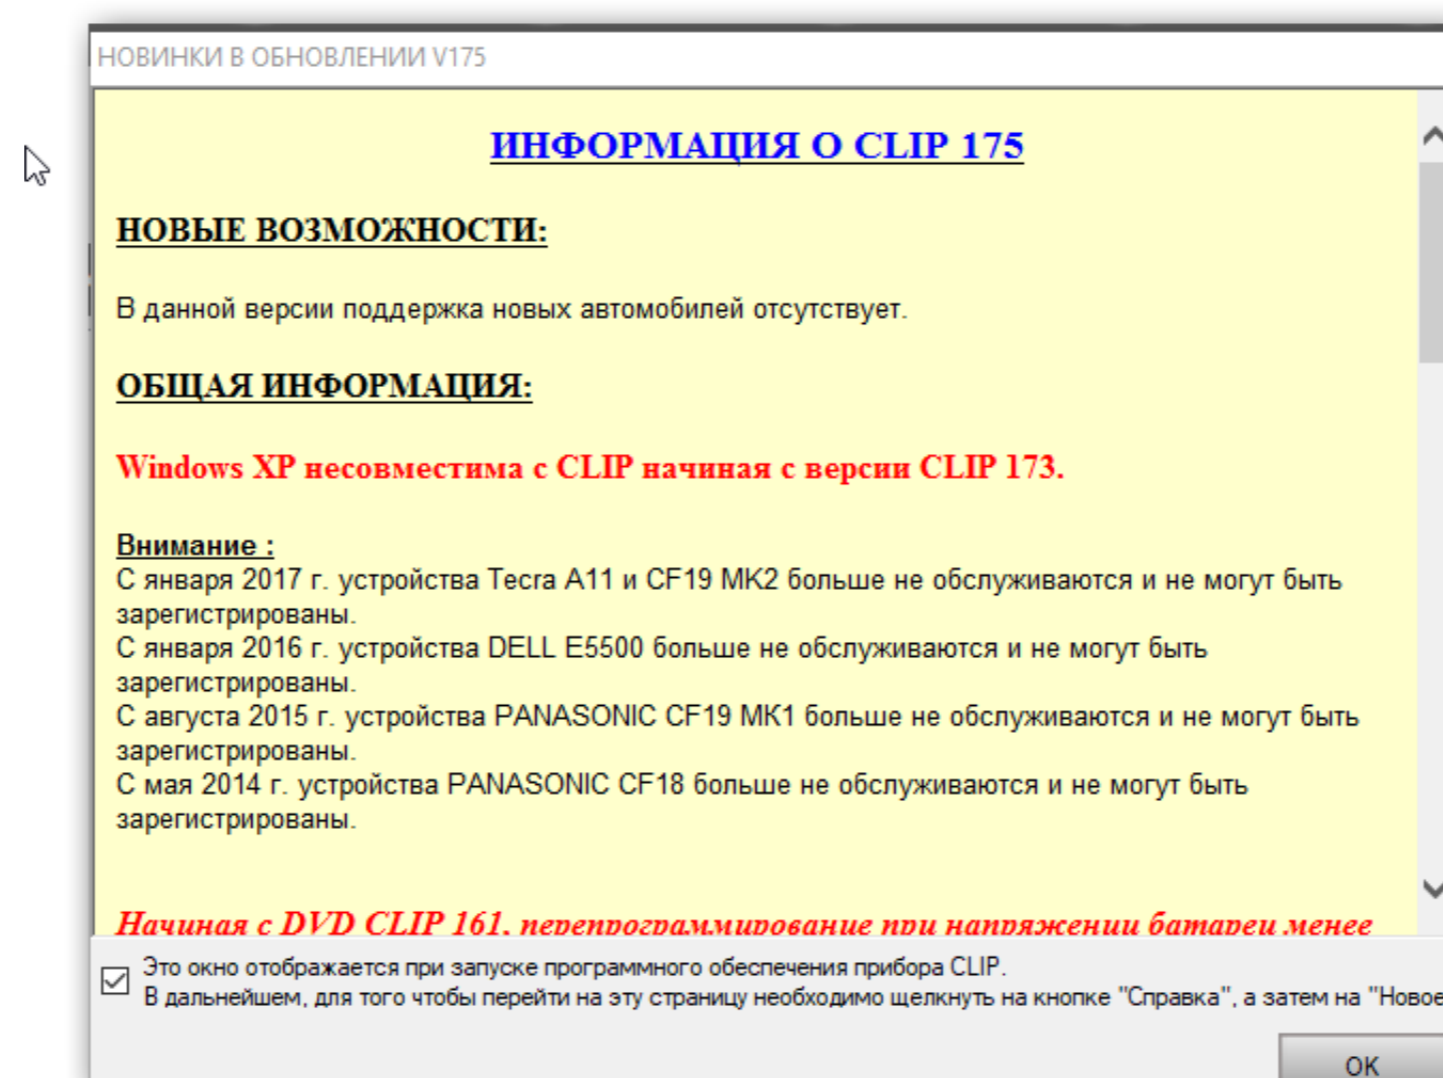 НОВИНКИ В ОБНОВЛЕНИИ V175
ИНФОРМАЦИЯ О CLIP 175
НОВЫЕ ВОЗМОЖНОСТИ:
В данной версии поддержка новых автомобилей отсутствует.
ОБЩАЯ ИНФОРМАЦИЯ:
Windows XP несовместима с CLIP начиная с версии CLIP 173.
Внимание :
С января 2017 г. устройства Tecra A11 и CF19 MK2 больше не обслуживаются и не могут быть
зарегистрированы.
С января 2016 г. устройства DELL E5500 больше не обслуживаются и не могут быть
зарегистрированы.
С августа 2015 г. устройства PANASONIC CF19 MK1 больше не обслуживаются и не могут быть
зарегистрированы.
С мая 2014 г. устройства PANASONIC CF18 больше не обслуживаются и не могут быть
зарегистрированы.
Начиная с DVD CLIP 161, перепрограммирование при напряжении батареи менее
Это окно отображается при запуске программного обеспечения прибора CLIP.
В дальнейшем, для того чтобы перейти на эту страницу необходимо щелкнуть на кнопке "Справка", а затем на "Новое
OK